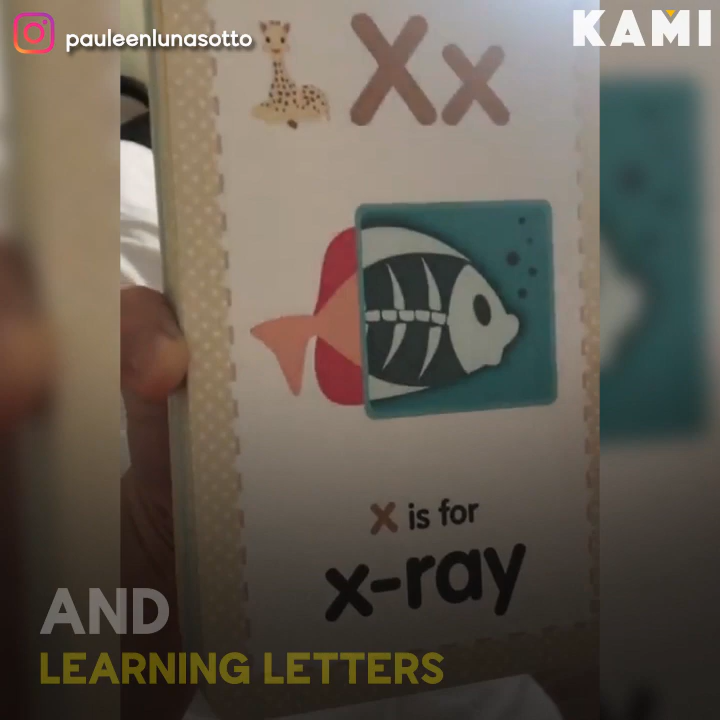 pauleenlunasotto
KAMI
Xx
X is for
x-ray
AND
LEARNING LETTERS